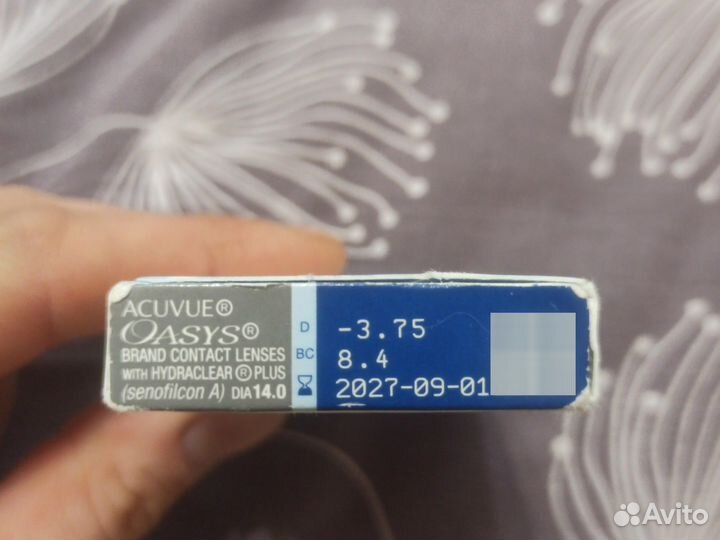 ACUVUE®
OASYS®
BRAND CONTACT LENSES
WITH HYDRACLEAR® PLUS
(senofilcon A) DIA 14.0
D -3.75
BC 8.4
2027-09-01
Avito